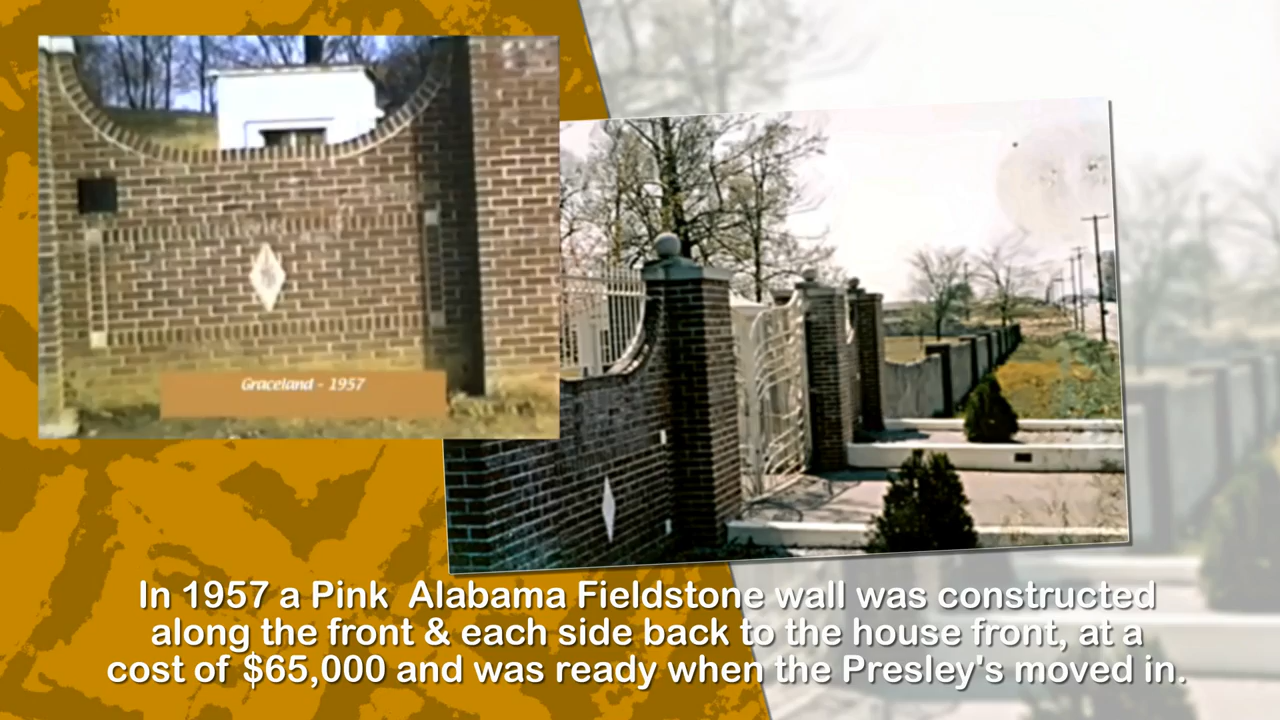 Graceland - 1957
In 1957 a Pink Alabama Fieldstone wall was constructed
along the front & each side back to the house front, at a
cost of $65,000 and was ready when the Presley's moved in.